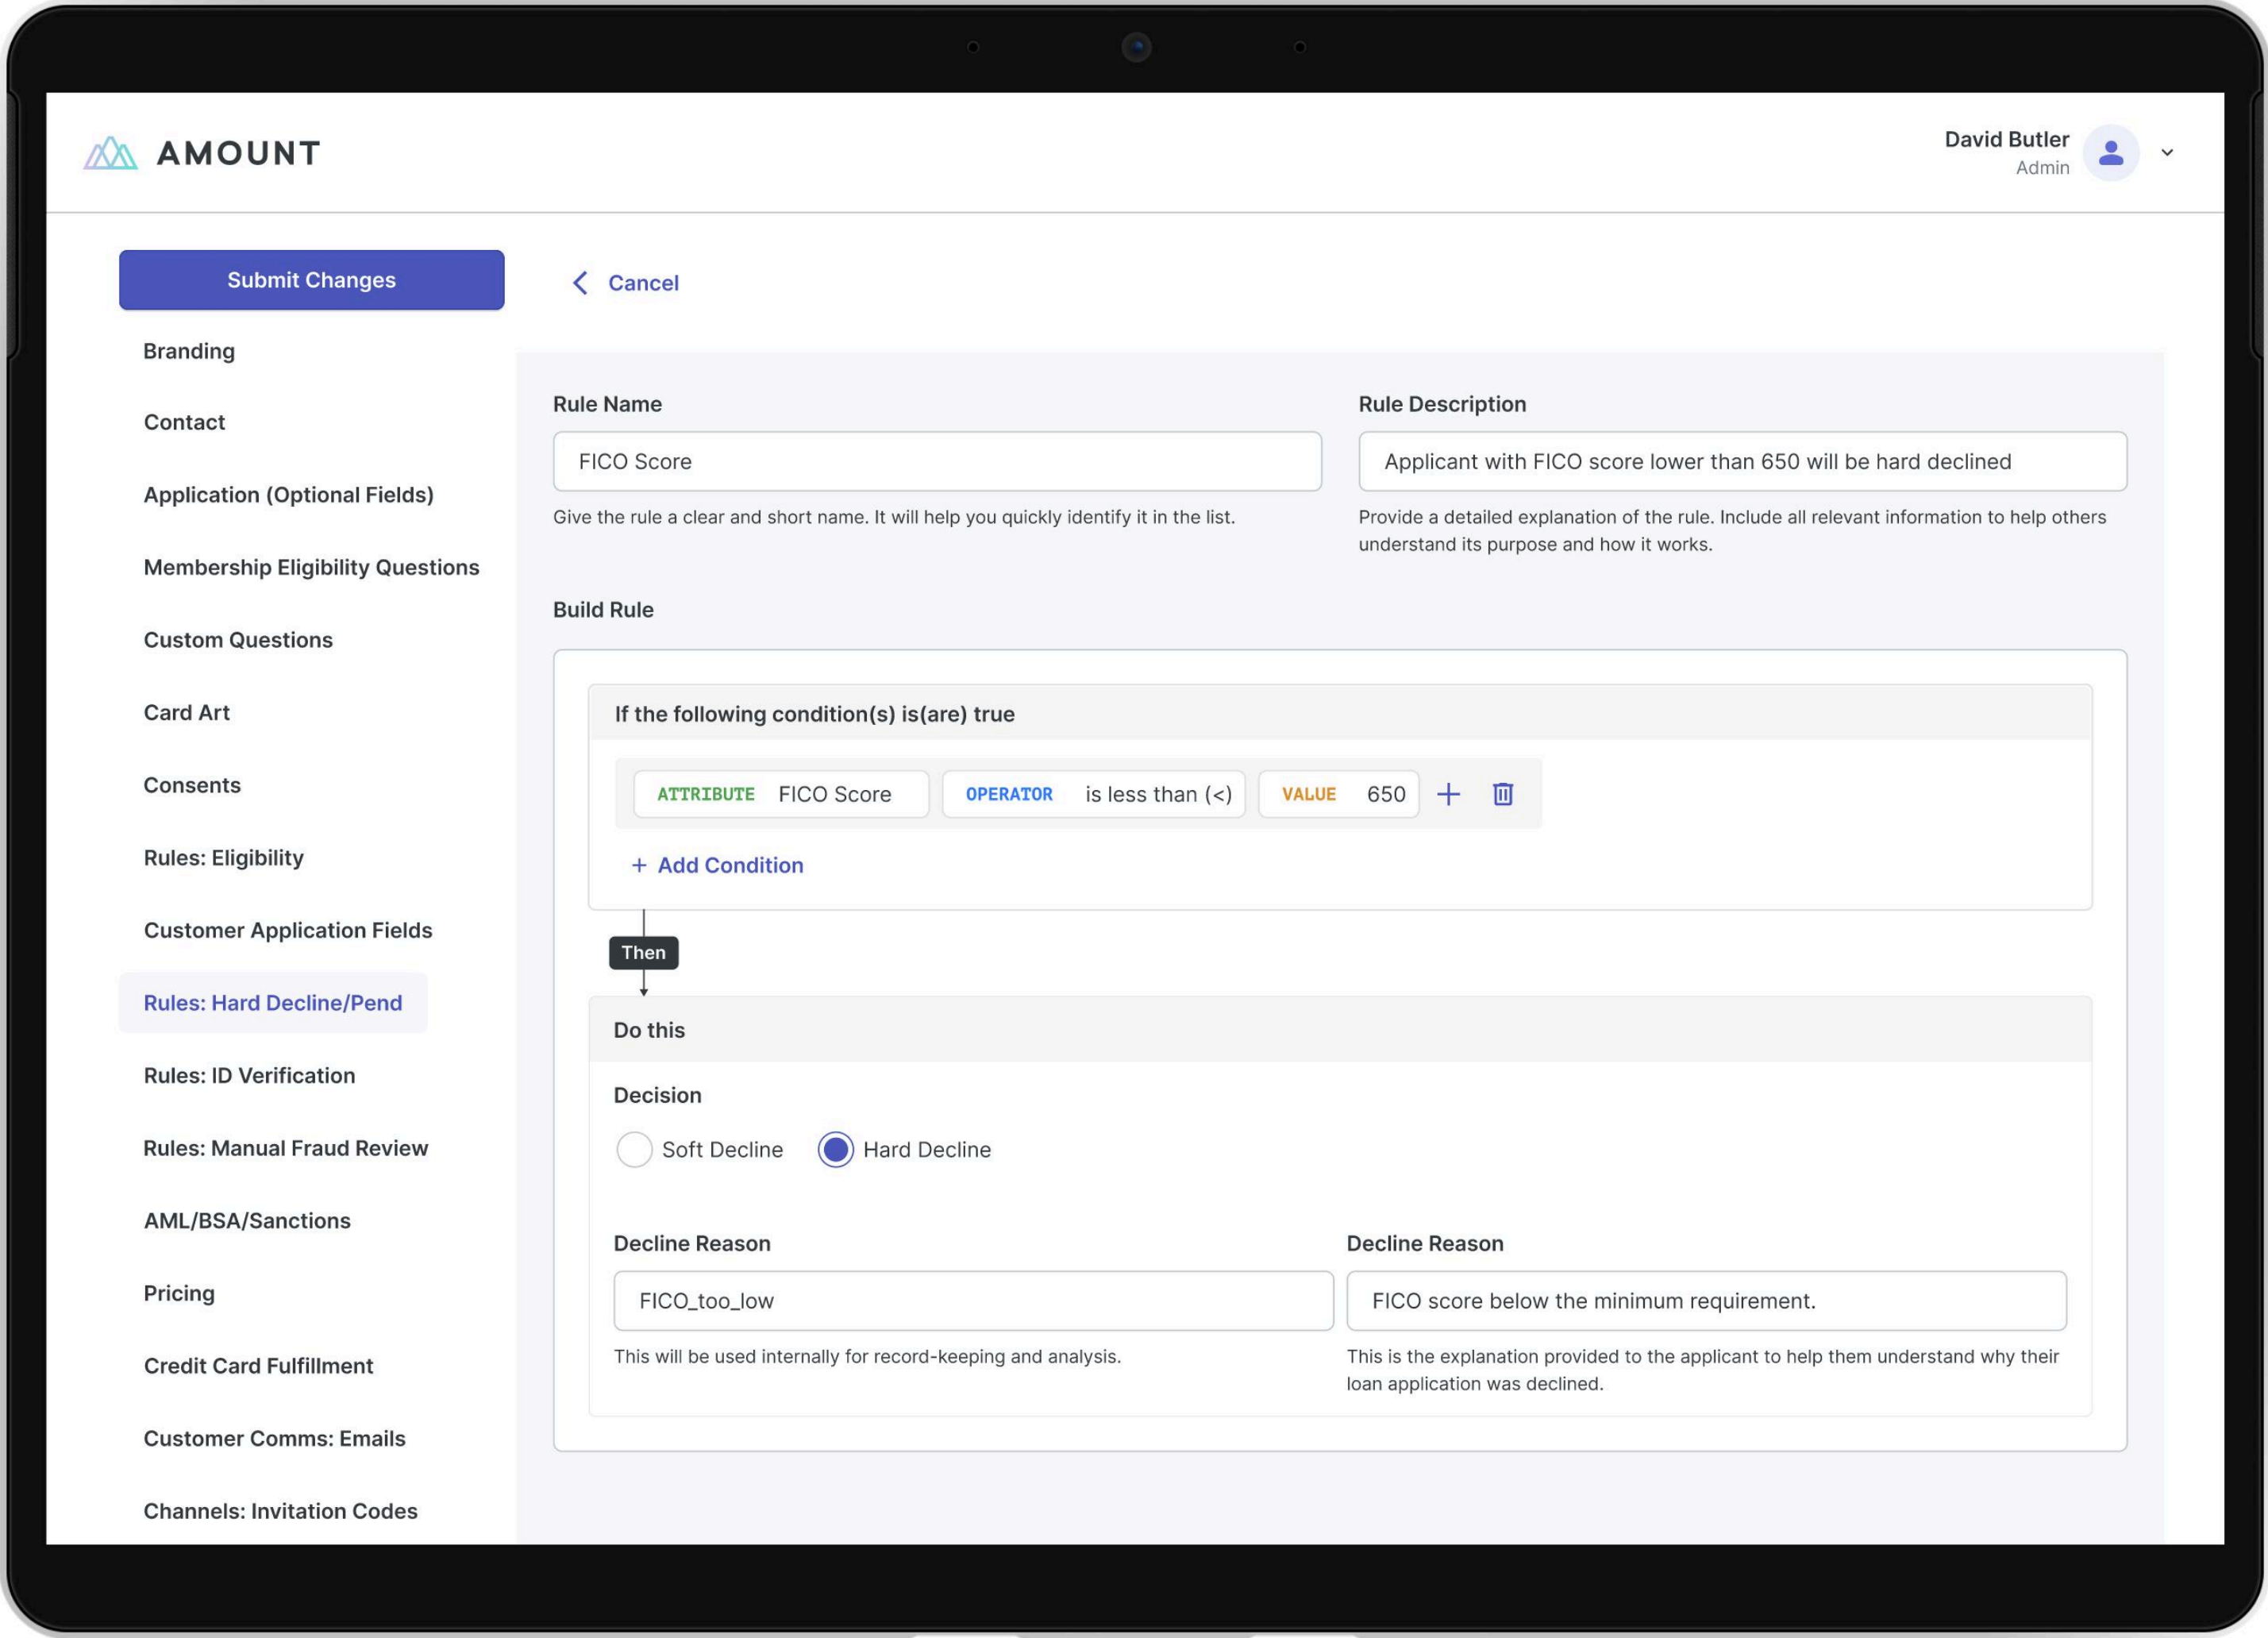 AMOUNT
David Butler
Admin
Submit Changes
Cancel
Branding
Contact
Application (Optional Fields)
Membership Eligibility Questions
Custom Questions
Card Art
Consents
Rules: Eligibility
Customer Application Fields
Rules: Hard Decline/Pend
Rules: ID Verification
Rules: Manual Fraud Review
AML/BSA/Sanctions
Pricing
Credit Card Fulfillment
Customer Comms: Emails
Channels: Invitation Codes
Rule Name
FICO Score
Give the rule a clear and short name. It will help you quickly identify it in the list.
Rule Description
Applicant with FICO score lower than 650 will be hard declined
Provide a detailed explanation of the rule. Include all relevant information to help others
understand its purpose and how it works.
Build Rule
If the following condition(s) is(are) true
ATTRIBUTE FICO Score OPERATOR is less than (<) VALUE 650 +
+ Add Condition
Then
Do this
Decision
Soft Decline Hard Decline
Decline Reason
FICO_too_low
This will be used internally for record-keeping and analysis.
Decline Reason
FICO score below the minimum requirement.
This is the explanation provided to the applicant to help them understand why their
loan application was declined.